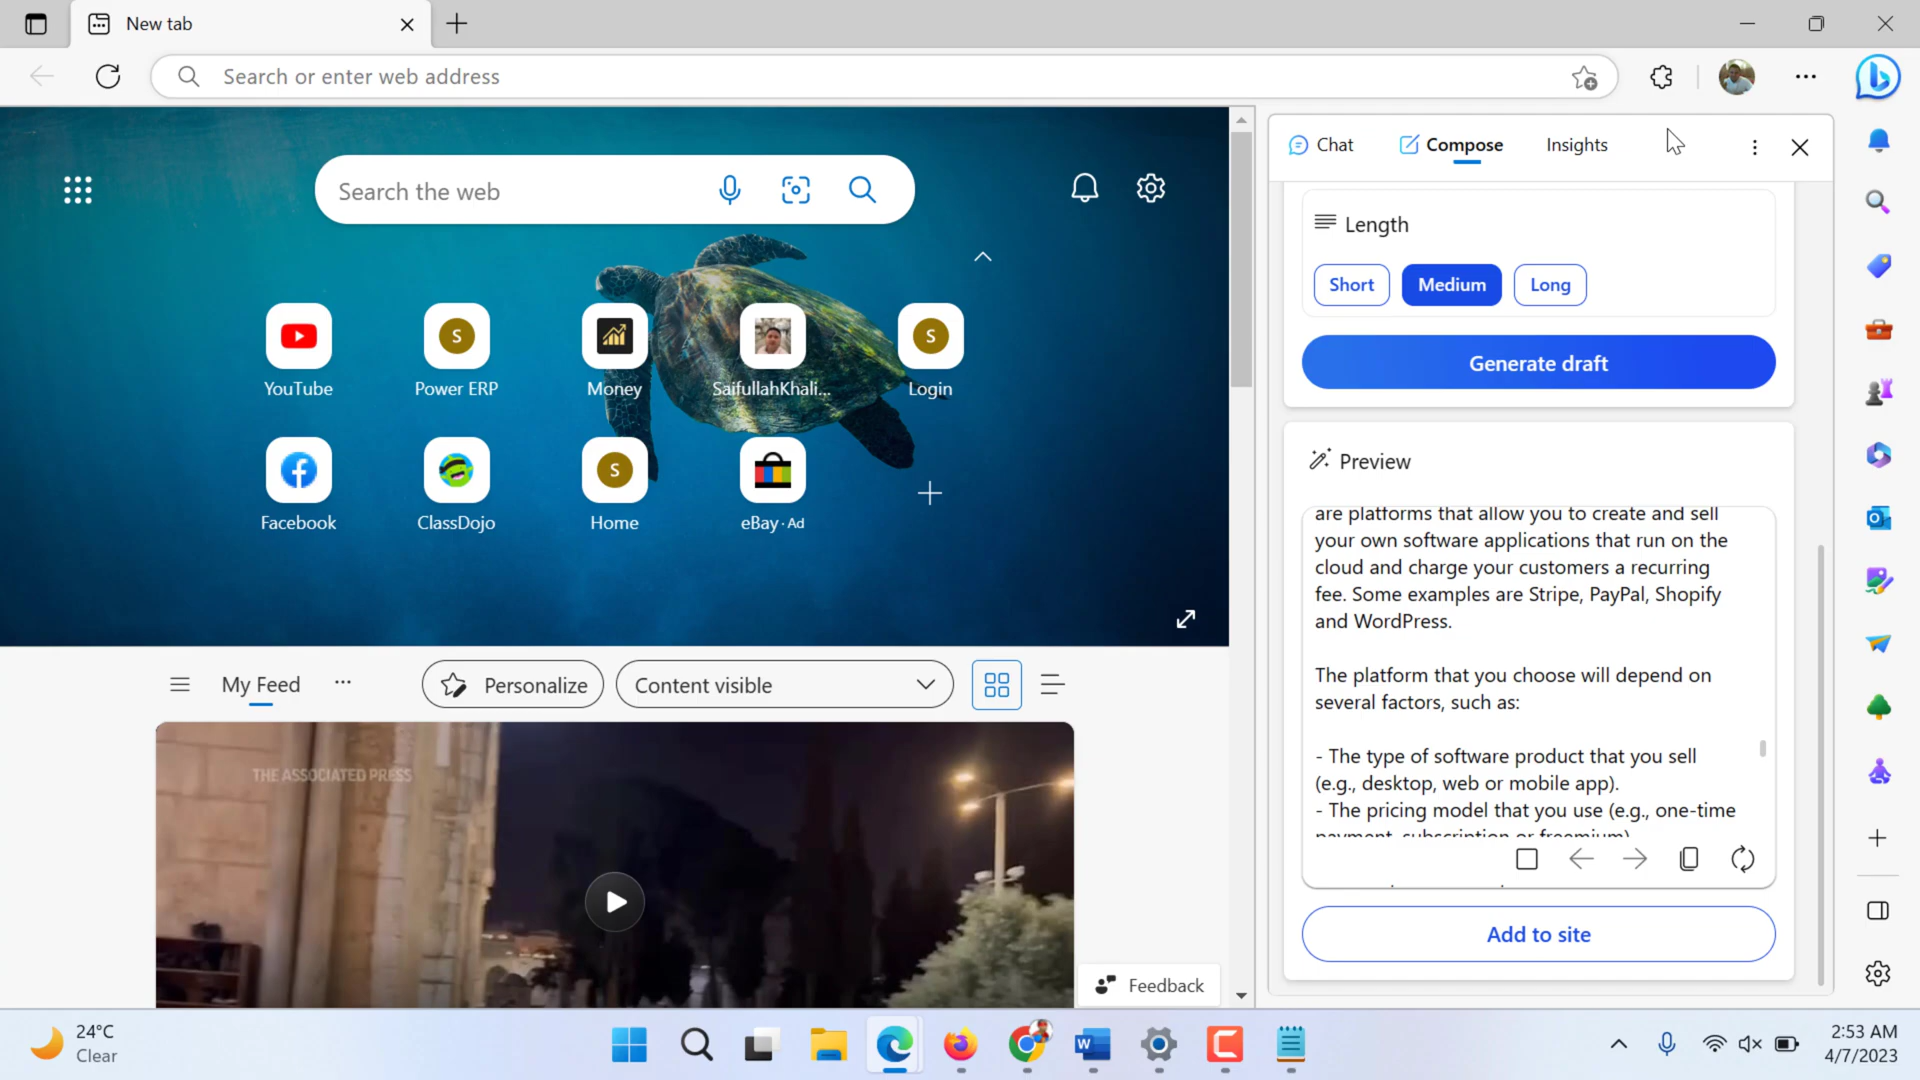 New tab
Search or enter web address
Chat
Compose
Insights
Search the web
Length
Short
Medium
Long
Generate draft
YouTube
S
Power ERP
Money
SaifullahKhali...
S
Login
Facebook
ClassDojo
S
Home
eBay · Ad
Preview
are platforms that allow you to create and sell
your own software applications that run on the
cloud and charge your customers a recurring
fee. Some examples are Stripe, PayPal, Shopify
and WordPress.
The platform that you choose will depend on
several factors, such as:
- The type of software product that you sell
(e.g., desktop, web or mobile app).
- The pricing model that you use (e.g., one-time
payment, subscription or freemium)
My Feed
Personalize
Content visible
THE ASSOCIATED PRESS
Add to site
Feedback
24°C
Clear
2:53 AM
4/7/2023